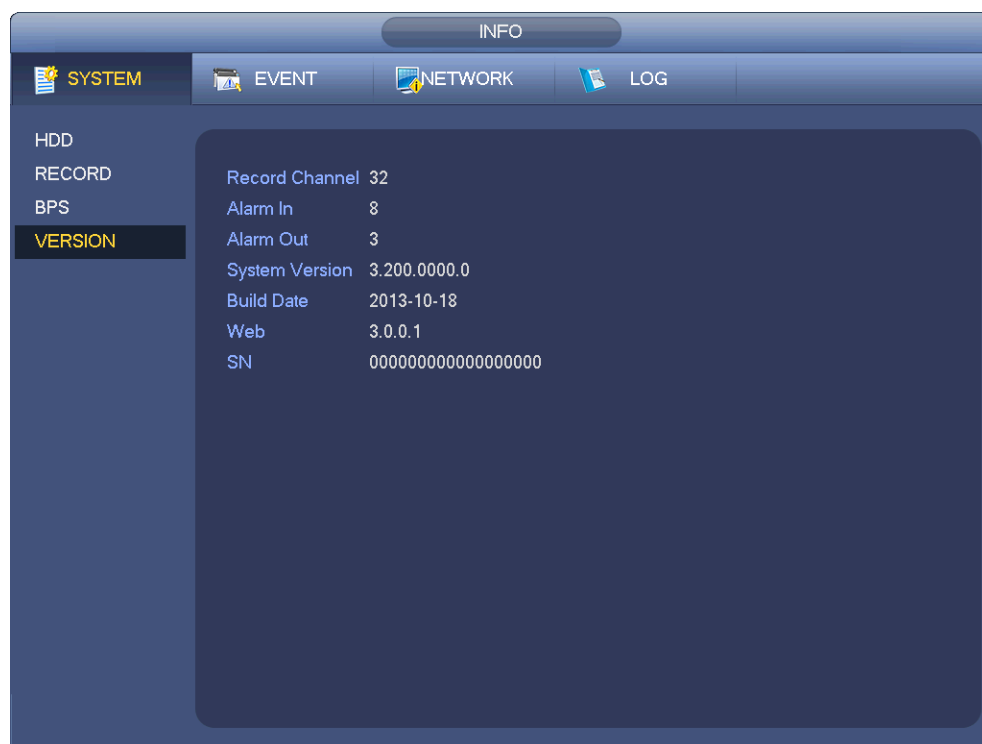 INFO
SYSTEM EVENT NETWORK LOG
HDD
RECORD
BPS
VERSION
Record Channel 32
Alarm In 8
Alarm Out 3
System Version 3.200.0000.0
Build Date 2013-10-18
Web 3.0.0.1
SN 000000000000000000